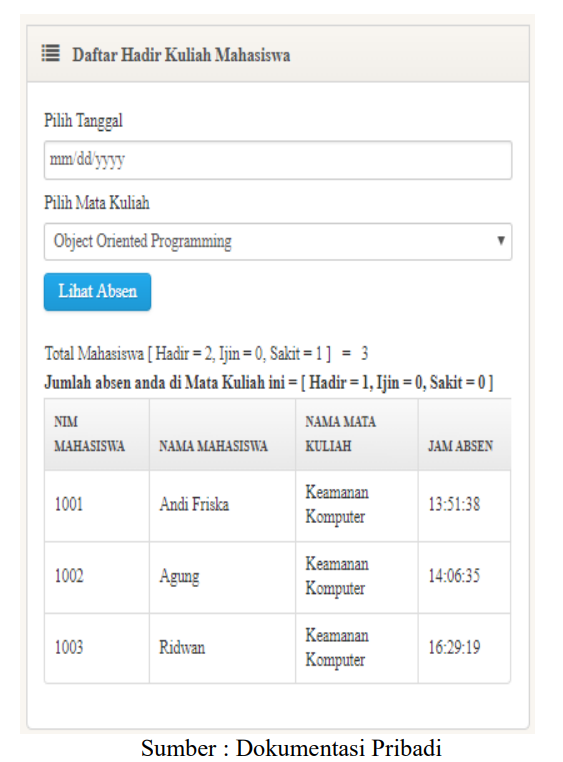 Daftar Hadir Kuliah Mahasiswa
Pilih Tanggal
mm/dd/yyyy
Pilih Mata Kuliah
Object Oriented Programming
Lihat Absen
Total Mahasiswa [ Hadir = 2, Ijin = 0, Sakit = 1 ] = 3
Jumlah absen anda di Mata Kuliah ini = [ Hadir = 1, Ijin = 0, Sakit = 0 ]
NIM MAHASISWA NAMA MAHASISWA NAMA MATA KULIAH JAM ABSEN
1001 Andi Friska Keamanan Komputer 13:51:38
1002 Agung Keamanan Komputer 14:06:35
1003 Ridwan Keamanan Komputer 16:29:19
Sumber : Dokumentasi Pribadi